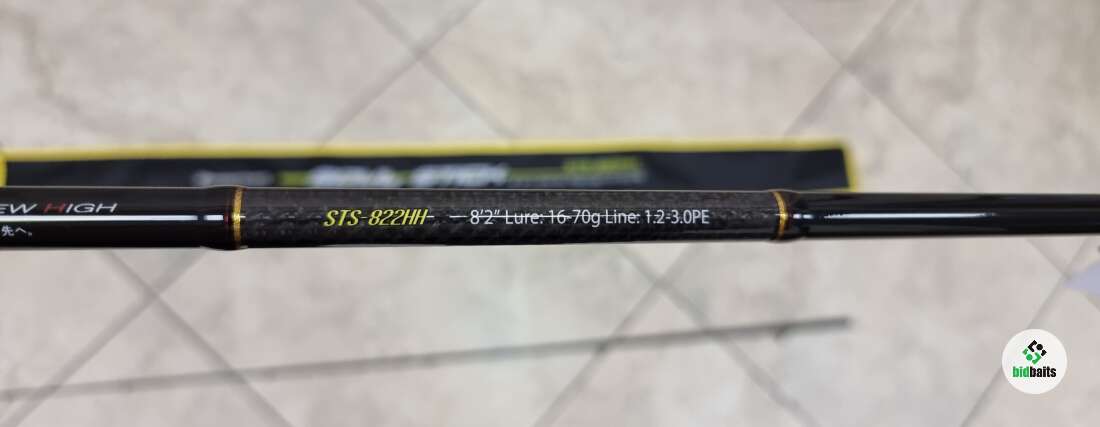 EW HIGH
先へ。
STS-822HH- — 8'2" Lure: 16-70g Line: 1.2-3.0PE
bidbaits